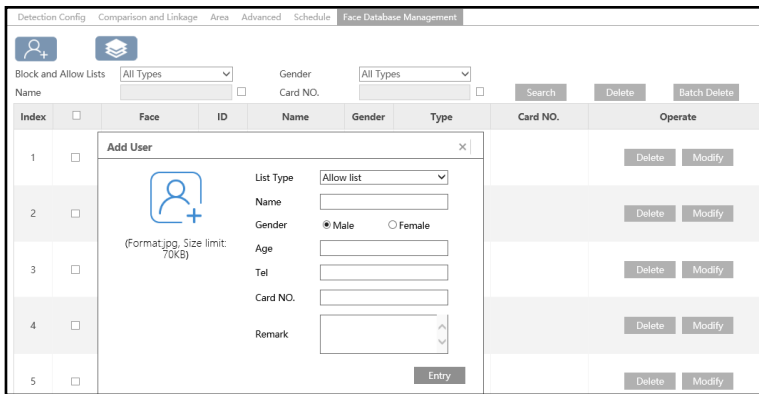 Detection Config Comparison and Linkage Area Advanced Schedule Face Database Management
Block and Allow Lists All Types Gender All Types
Name Card NO. Search Delete Batch Delete
Index Face ID Name Gender Type Card NO. Operate
Add User ×
1 Delete Modify
List Type Allow list
Name
2 Delete Modify
Gender Male Female
(Format:jpg, Size limit:
70KB)
Age
3 Tel Delete Modify
Card NO.
4 Delete Modify
Remark
Entry
5 Delete Modify